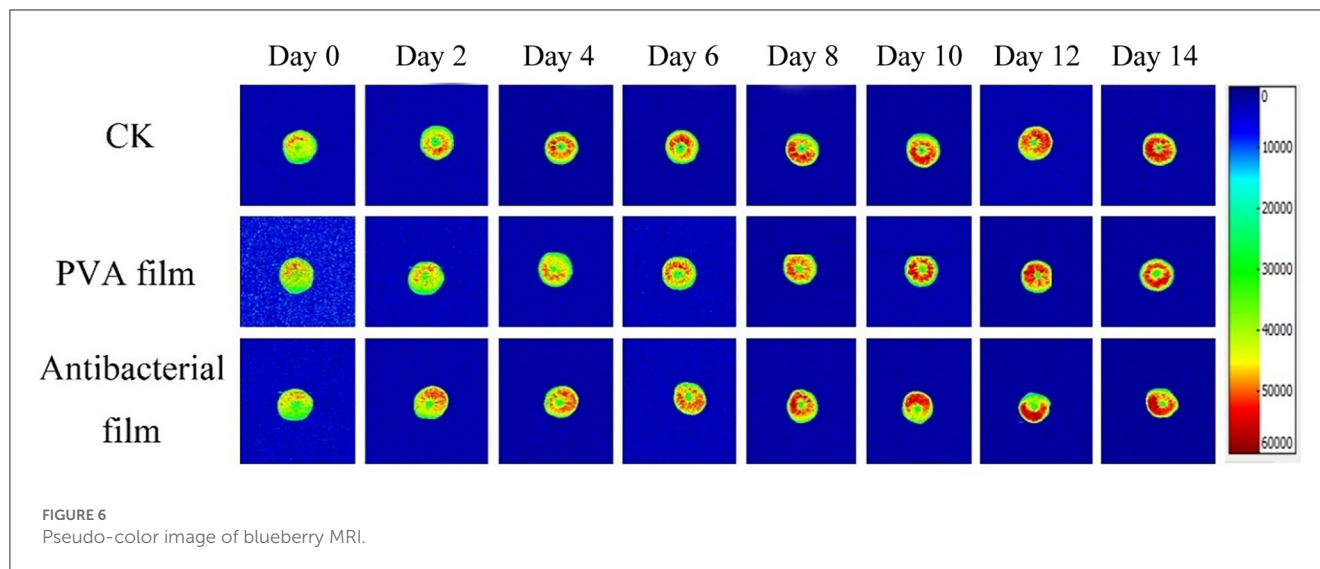 Day 0 Day 2 Day 4 Day 6 Day 8 Day 10 Day 12 Day 14
CK
PVA film
Antibacterial
film
0
10000
20000
30000
40000
50000
60000
FIGURE 6
Pseudo-color image of blueberry MRI.